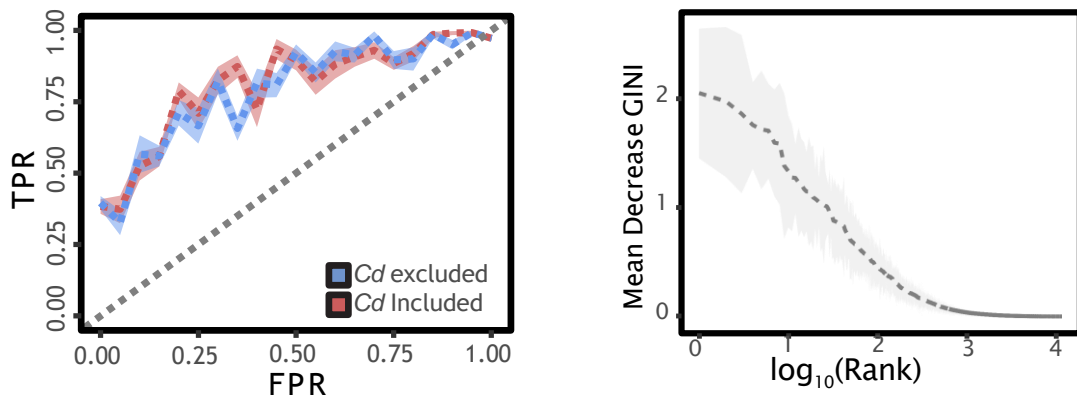 TPR
1.00
0.75
0.50
0.25
0.00
Cd excluded
Cd Included
0.00 0.25 0.50 0.75 1.00
FPR
Mean Decrease GINI
2
1
0
0 1 2 3 4
log₁₀(Rank)